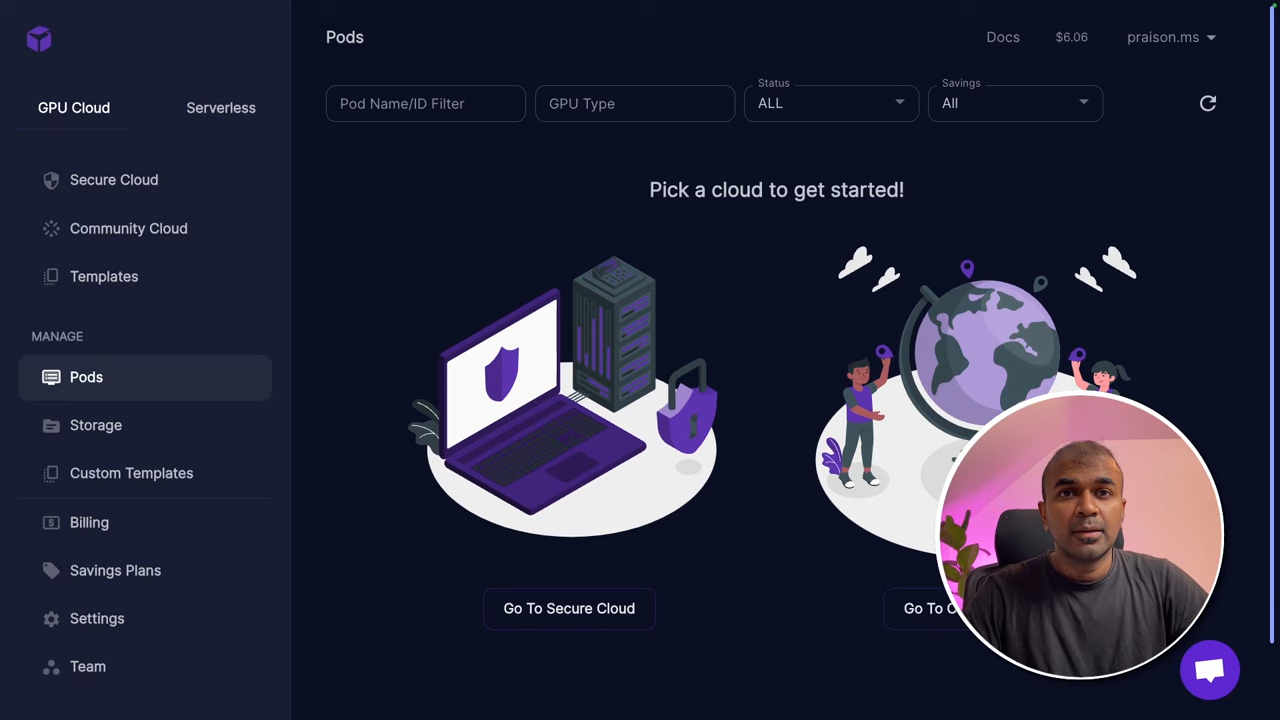 Pods
Docs
$6.06
praison.ms
GPU Cloud
Serverless
Pod Name/ID Filter
GPU Type
Status
ALL
Savings
All
Secure Cloud
Community Cloud
Templates
MANAGE
Pods
Storage
Custom Templates
Billing
Savings Plans
Settings
Team
Pick a cloud to get started!
Go To Secure Cloud
Go To